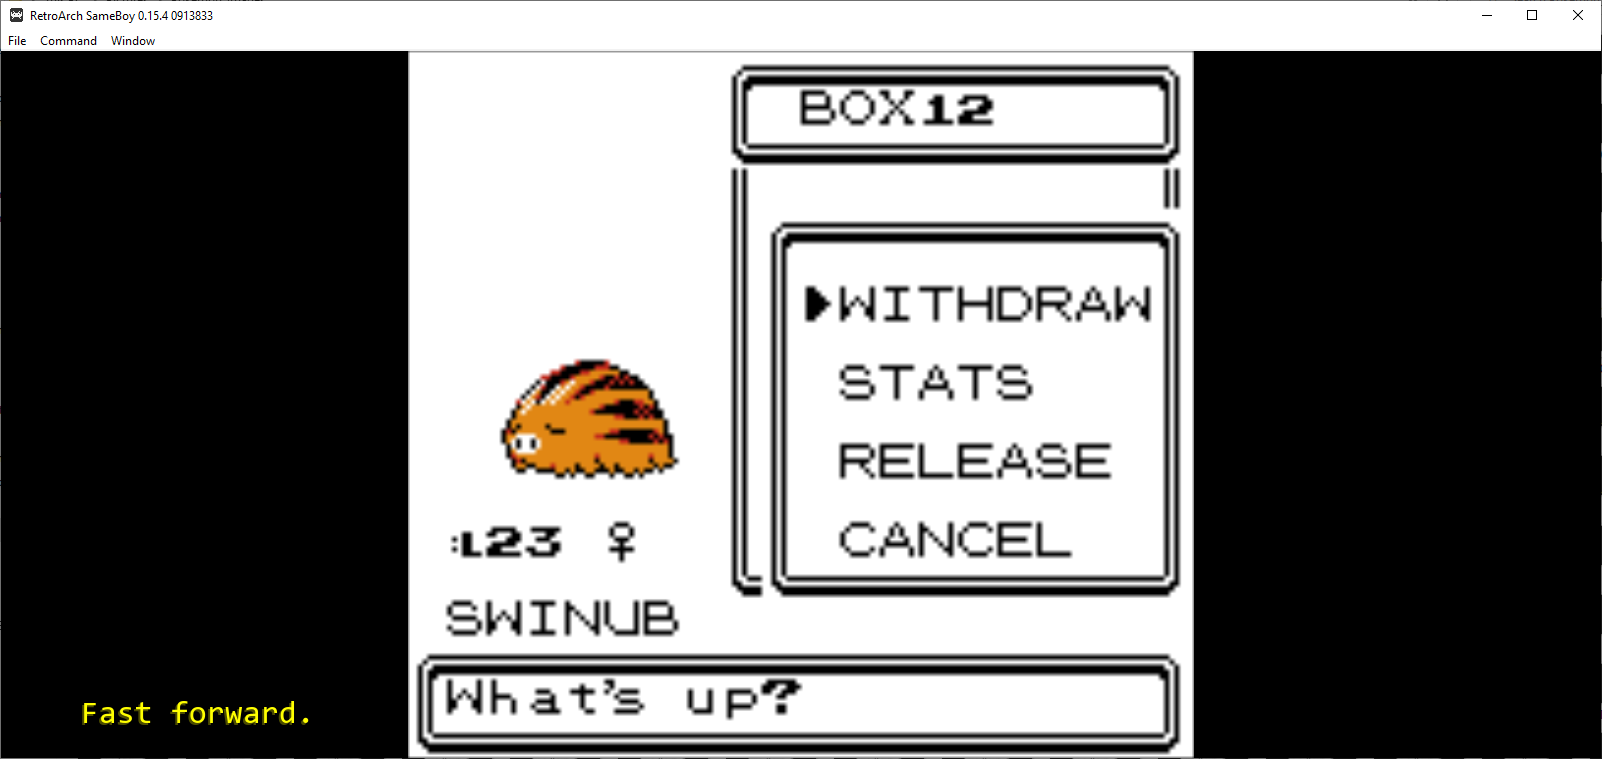 RetroArch SameBoy 0.15.4 0913833
File Command Window
BOX12
▶WITHDRAW
STATS
RELEASE
CANCEL
:L23 ♀
SWINUB
What's up?
Fast forward.